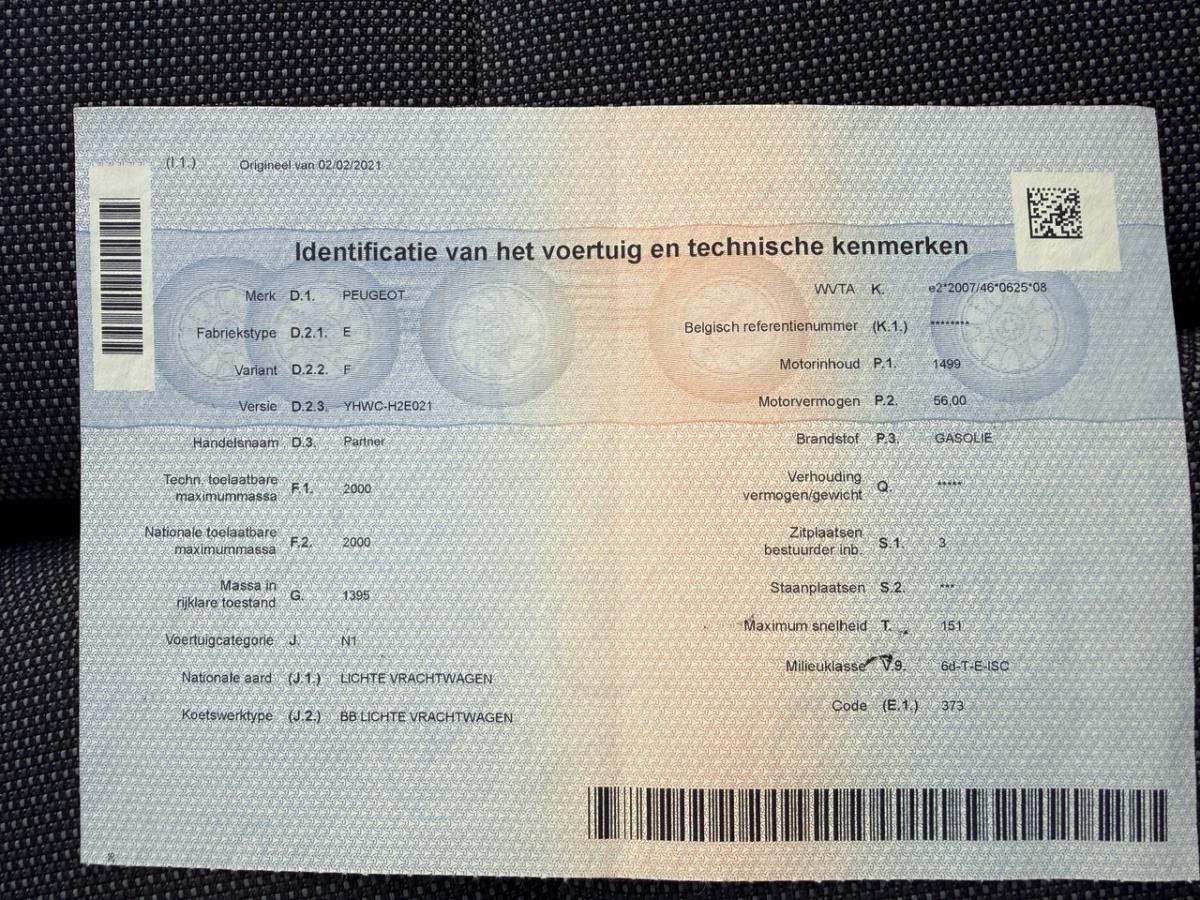 (I.1.) Origineel van 02/02/2021
Identificatie van het voertuig en technische kenmerken
Merk D.1. PEUGEOT
Fabriekstype D.2.1. E
Variant D.2.2. F
Versie D.2.3. YHWC-H2E021
Handelsnaam D.3. Partner
Techn. toelaatbare
maximummassa F.1. 2000
Nationale toelaatbare
maximummassa F.2. 2000
Massa in
rijklare toestand G. 1395
Voertuigcategorie J. N1
Nationale aard (J.1.) LICHTE VRACHTWAGEN
Koetswerktype (J.2.) BB LICHTE VRACHTWAGEN
WVTA K. e2*2007/46*0625*08
Belgisch referentienummer (K.1.) ********
Motorinhoud P.1. 1499
Motorvermogen P.2. 56,00
Brandstof P.3. GASOLIE
Verhouding
vermogen/gewicht Q. *****
Zitplaatsen
bestuurder inb. S.1. 3
Staanplaatsen S.2. ***
Maximum snelheid T. 151
Milieuklasse V.9. 6d-T-E-ISC
Code (E.1.) 373